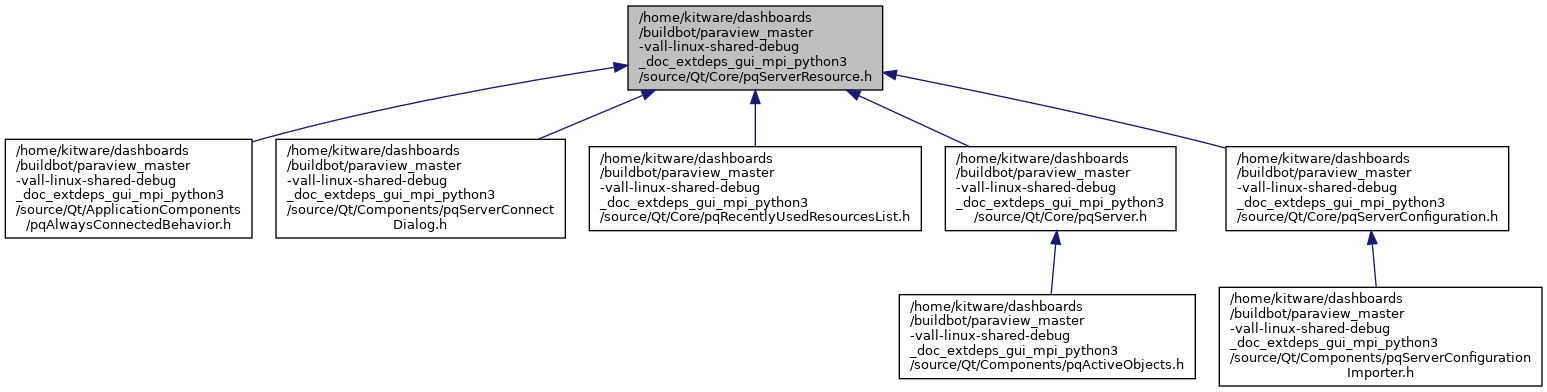 /home/kitware/dashboards
/buildbot/paraview_master
-vall-linux-shared-debug
_doc_extdeps_gui_mpi_python3
/source/Qt/Core/pqServerResource.h
/home/kitware/dashboards
/buildbot/paraview_master
-vall-linux-shared-debug
_doc_extdeps_gui_mpi_python3
/source/Qt/ApplicationComponents
/pqAlwaysConnectedBehavior.h
/home/kitware/dashboards
/buildbot/paraview_master
-vall-linux-shared-debug
_doc_extdeps_gui_mpi_python3
/source/Qt/Components/pqServerConnect
Dialog.h
/home/kitware/dashboards
/buildbot/paraview_master
-vall-linux-shared-debug
_doc_extdeps_gui_mpi_python3
/source/Qt/Core/pqRecentlyUsedResourcesList.h
/home/kitware/dashboards
/buildbot/paraview_master
-vall-linux-shared-debug
_doc_extdeps_gui_mpi_python3
/source/Qt/Core/pqServer.h
/home/kitware/dashboards
/buildbot/paraview_master
-vall-linux-shared-debug
_doc_extdeps_gui_mpi_python3
/source/Qt/Core/pqServerConfiguration.h
/home/kitware/dashboards
/buildbot/paraview_master
-vall-linux-shared-debug
_doc_extdeps_gui_mpi_python3
/source/Qt/Components/pqActiveObjects.h
/home/kitware/dashboards
/buildbot/paraview_master
-vall-linux-shared-debug
_doc_extdeps_gui_mpi_python3
/source/Qt/Components/pqServerConfiguration
Importer.h